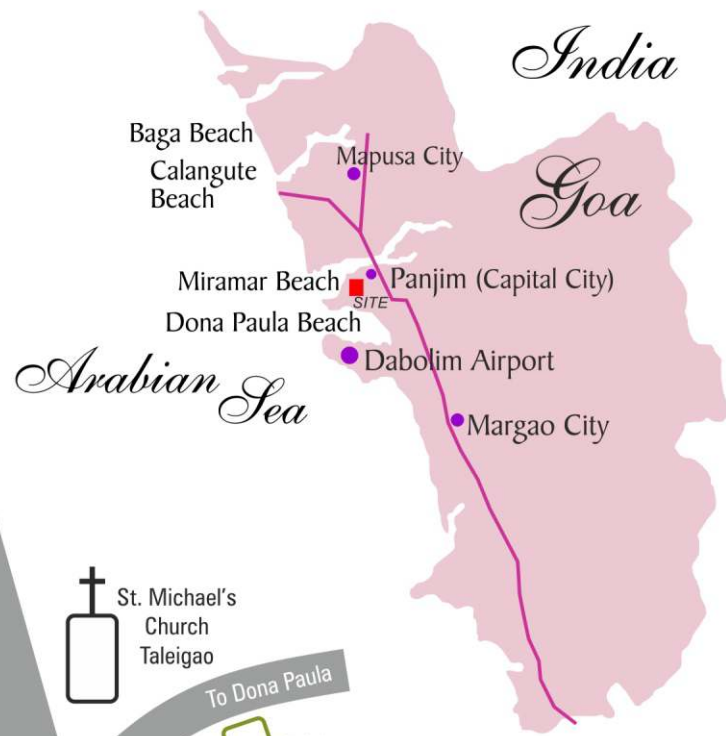 India
Goa
Baga Beach
Calangute
Beach
Mapusa City
Miramar Beach
Panjim (Capital City)
SITE
Dona Paula Beach
Dabolim Airport
Arabian Sea
Margao City
St. Michael's
Church
Taleigao
To Dona Paula